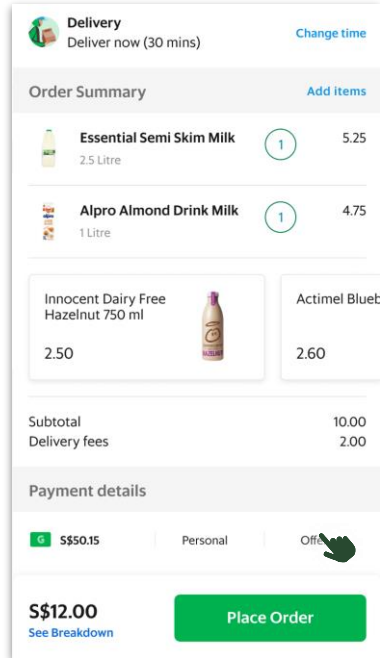 Delivery
Deliver now (30 mins)
Change time
Order Summary
Add items
Essential Semi Skim Milk
1
5.25
2.5 Litre
Alpro Almond Drink Milk
1
4.75
1 Litre
Innocent Dairy Free
Hazelnut 750 ml
HAZELNUT
2.50
Actimel
2.60
Subtotal
10.00
Delivery fees
2.00
Payment details
G
S$50.15
Personal
S$12.00
See Breakdown
Place Order